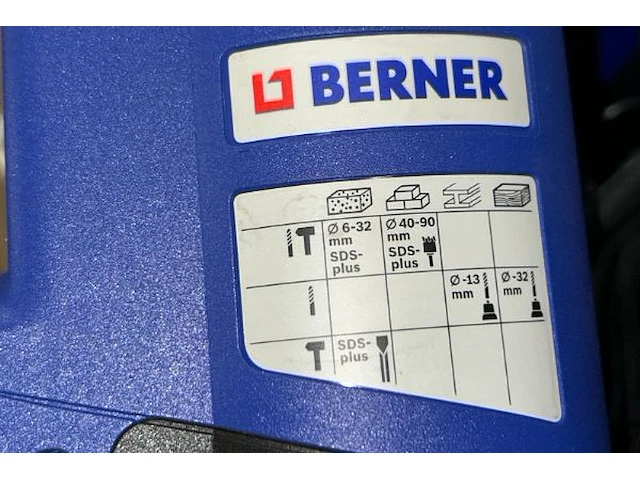 BERNER
Ø 6-32 mm SDS-plus
Ø 40-90 mm SDS-plus
Ø -13 mm
Ø -32 mm
SDS-plus